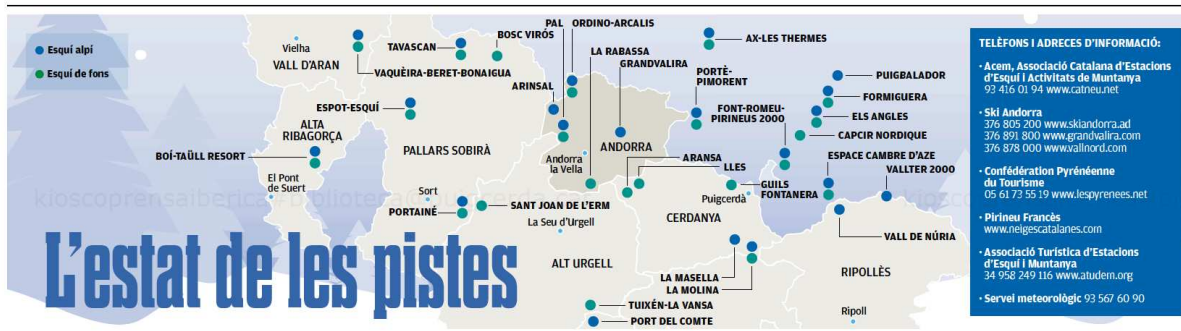 Esquí alpí
Esquí de fons
Vielha
VALL D'ARAN
TAVASCAN
BOSC VIRÓS
VAQUÈIRA-BERET-BONAIGUA
PAL
ORDINO-ARCALIS
LA RABASSA
GRANDVALIRA
AX-LES THERMES
ARINSAL
PORTÈ-
PIMORENT
PUIGBALADOR
FORMIGUERA
FONT-ROMEU-
PIRINEUS 2000
ELS ANGLES
CAPCIR NORDIQUE
ESPOT-ESQUÍ
ALTA
RIBAGORÇA
PALLARS SOBIRÀ
BOÍ-TAÜLL RESORT
El Pont
de Suert
Andorra
la Vella
ANDORRA
ARANSA
LLES
ESPACE CAMBRE D'AZE
VALLTER 2000
Sort
PORTAINÉ
SANT JOAN DE L'ERM
La Seu d'Urgell
Puigcerdà
GUILS
FONTANERA
CERDANYA
VALL DE NÚRIA
L'estat de les pistes
ALT URGELL
LA MASELLA
LA MOLINA
RIPOLLÈS
TUIXÉN-LA VANSA
PORT DEL COMTE
Ripoll
TELÈFONS I ADRECES D'INFORMACIÓ:
· Acem, Associació Catalana d'Estacions
d'Esquí i Activitats de Muntanya
93 416 01 94 www.catneu.net
· Ski Andorra
376 805 200 www.skiandorra.ad
376 891 800 www.grandvalira.com
376 878 000 www.vallnord.com
· Confédération Pyrénéenne
du Tourisme
05 61 73 55 19 www.lespyrenees.net
· Pirineu Francès
www.neigescatalanes.com
· Associació Turística d'Estacions
d'Esquí i Muntanya
34 958 249 116 www.atudem.org
· Servei meteorològic 93 567 60 90